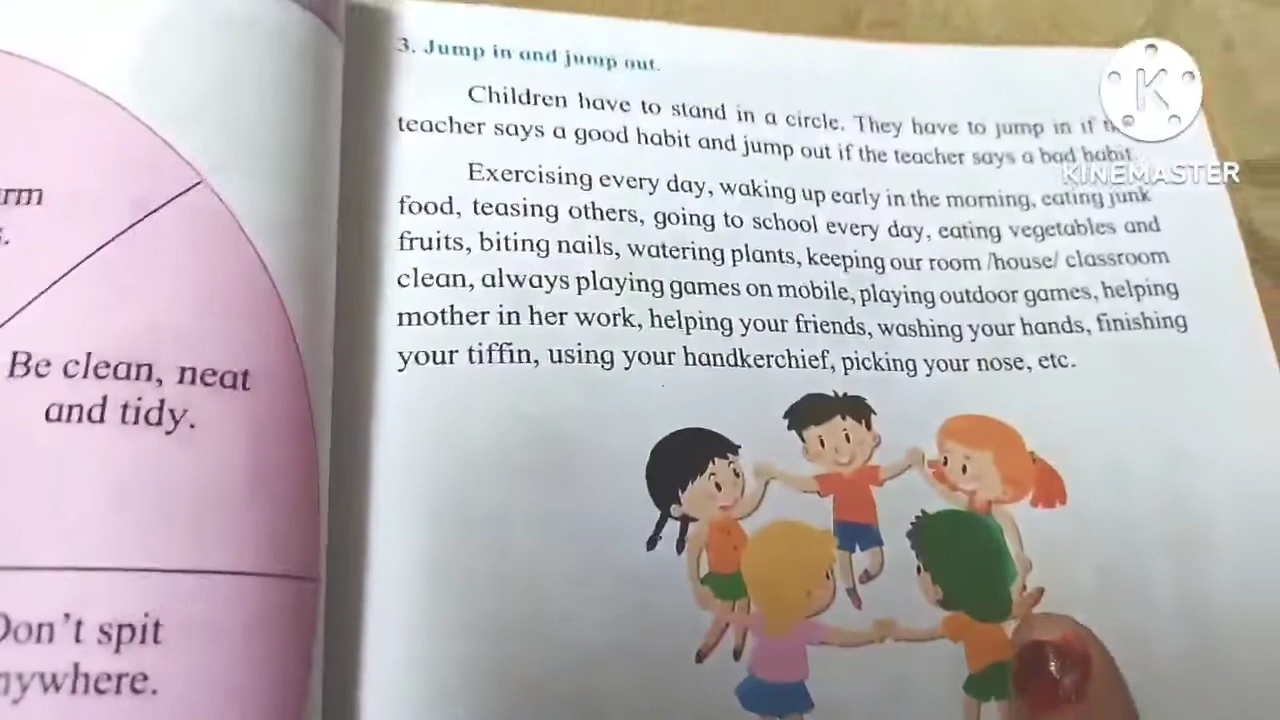 3. Jump in and jump out.
Children have to stand in a circle. They have to jump in if the
teacher says a good habit and jump out if the teacher says a bad habit.
Exercising every day, waking up early in the morning, eating junk
food, teasing others, going to school every day, eating vegetables and
fruits, biting nails, watering plants, keeping our room /house/ classroom
clean, always playing games on mobile, playing outdoor games, helping
mother in her work, helping your friends, washing your hands, finishing
your tiffin, using your handkerchief, picking your nose, etc.
Be clean, neat
and tidy.
Don't spit
K
KINEMASTER